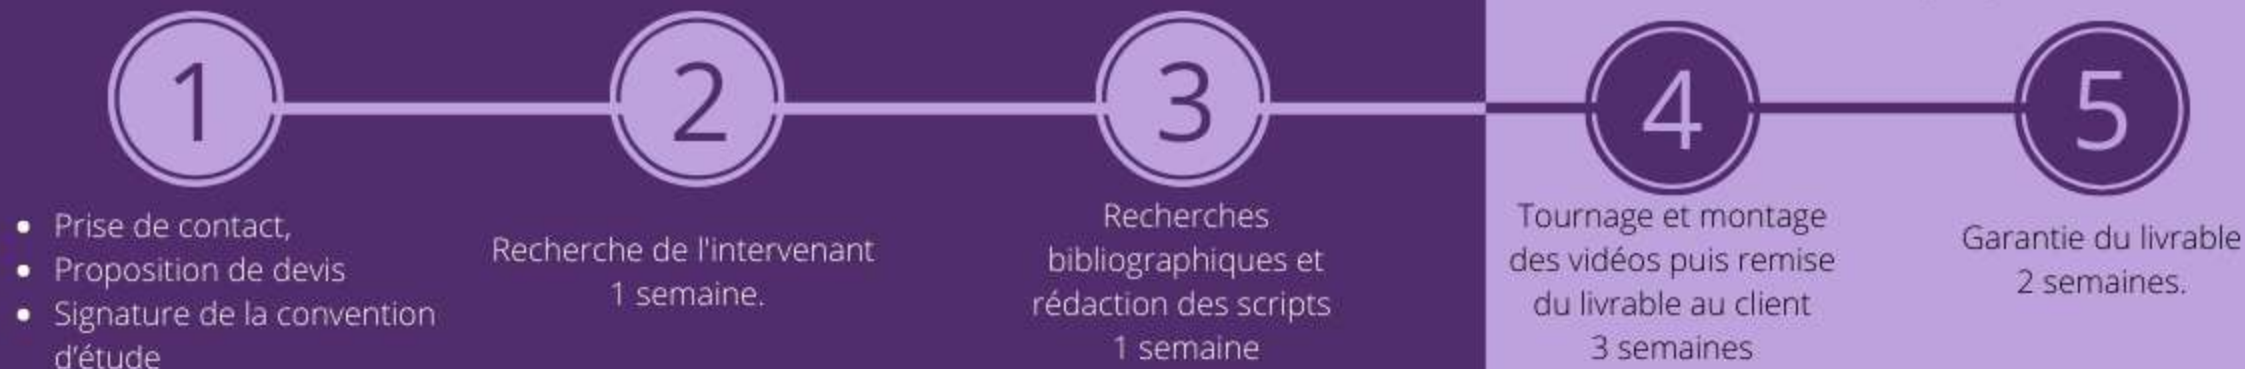 1
2
3
4
5
• Prise de contact,
• Proposition de devis
• Signature de la convention
d'étude
Recherche de l'intervenant
1 semaine.
Recherches
bibliographiques et
rédaction des scripts
1 semaine
Tournage et montage
des vidéos puis remise
du livrable au client
3 semaines
Garantie du livrable
2 semaines.